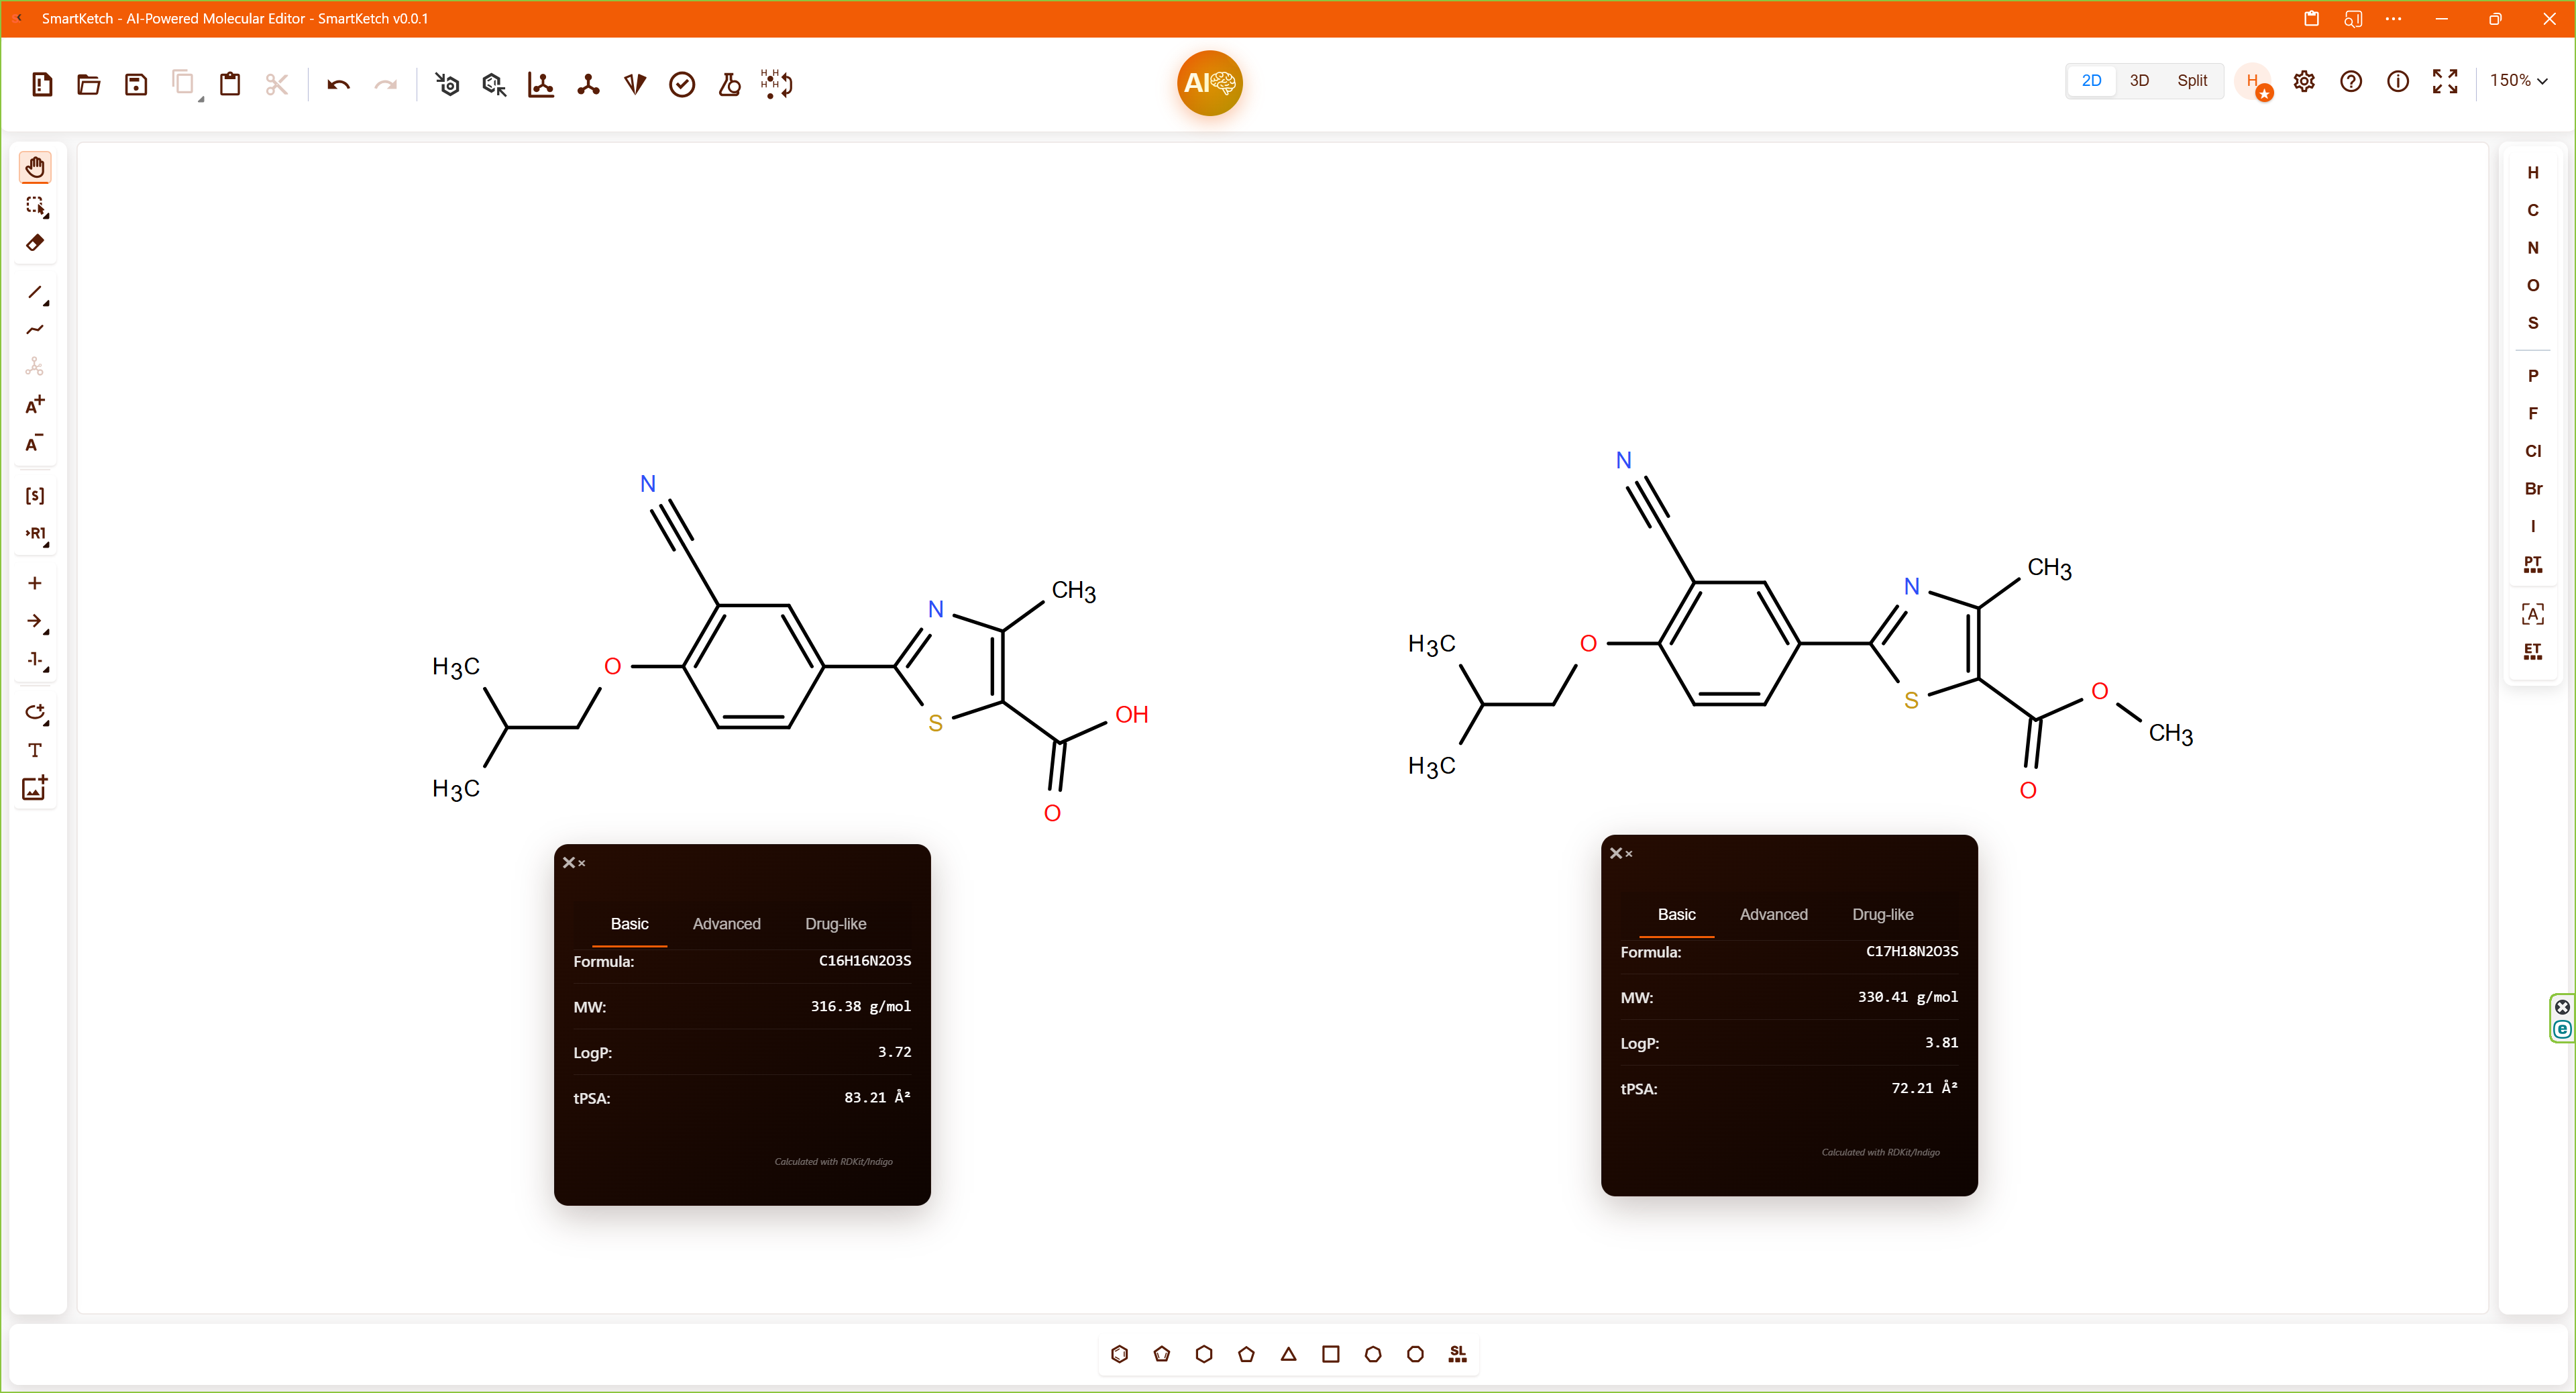 SmartKetch - AI-Powered Molecular Editor - SmartKetch v0.0.1
AI
2D 3D Split
H
150%
A+
A-
[S]
›R1
T
H
C
N
O
S
P
F
Cl
Br
I
PT
[A]
ET
N
N
CH3
H3C
O
S
OH
H3C
O
N
N
CH3
H3C
O
S
O
CH3
H3C
O
Basic Advanced Drug-like
Formula: C16H16N2O3S
MW: 316.38 g/mol
LogP: 3.72
tPSA: 83.21 Å²
Calculated with RDKit/Indigo
Basic Advanced Drug-like
Formula: C17H18N2O3S
MW: 330.41 g/mol
LogP: 3.81
tPSA: 72.21 Å²
Calculated with RDKit/Indigo
SL